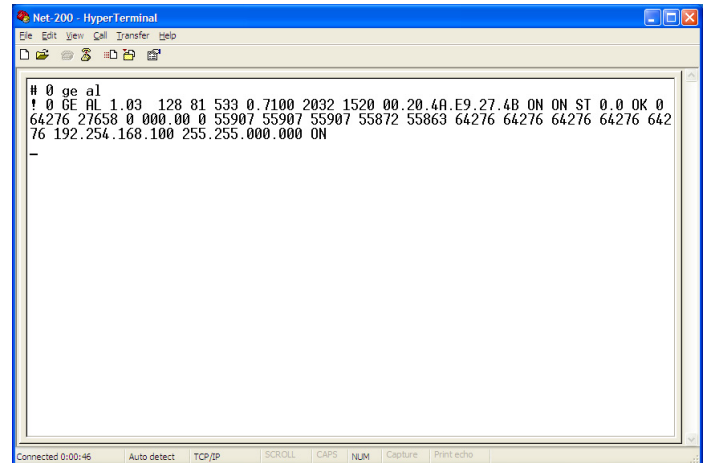 Net-200 - HyperTerminal
File Edit View Call Transfer Help
# 0 ge al
! 0 GE AL 1.03  128 81 533 0.7100 2032 1520 00.20.4A.E9.27.4B ON ON ST 0.0 OK 0
64276 27658 0 000.00 0 55907 55907 55907 55872 55863 64276 64276 64276 64276 642
76 192.254.168.100 255.255.000.000 ON
_
Connected 0:00:46 Auto detect TCP/IP SCROLL CAPS NUM Capture Print echo